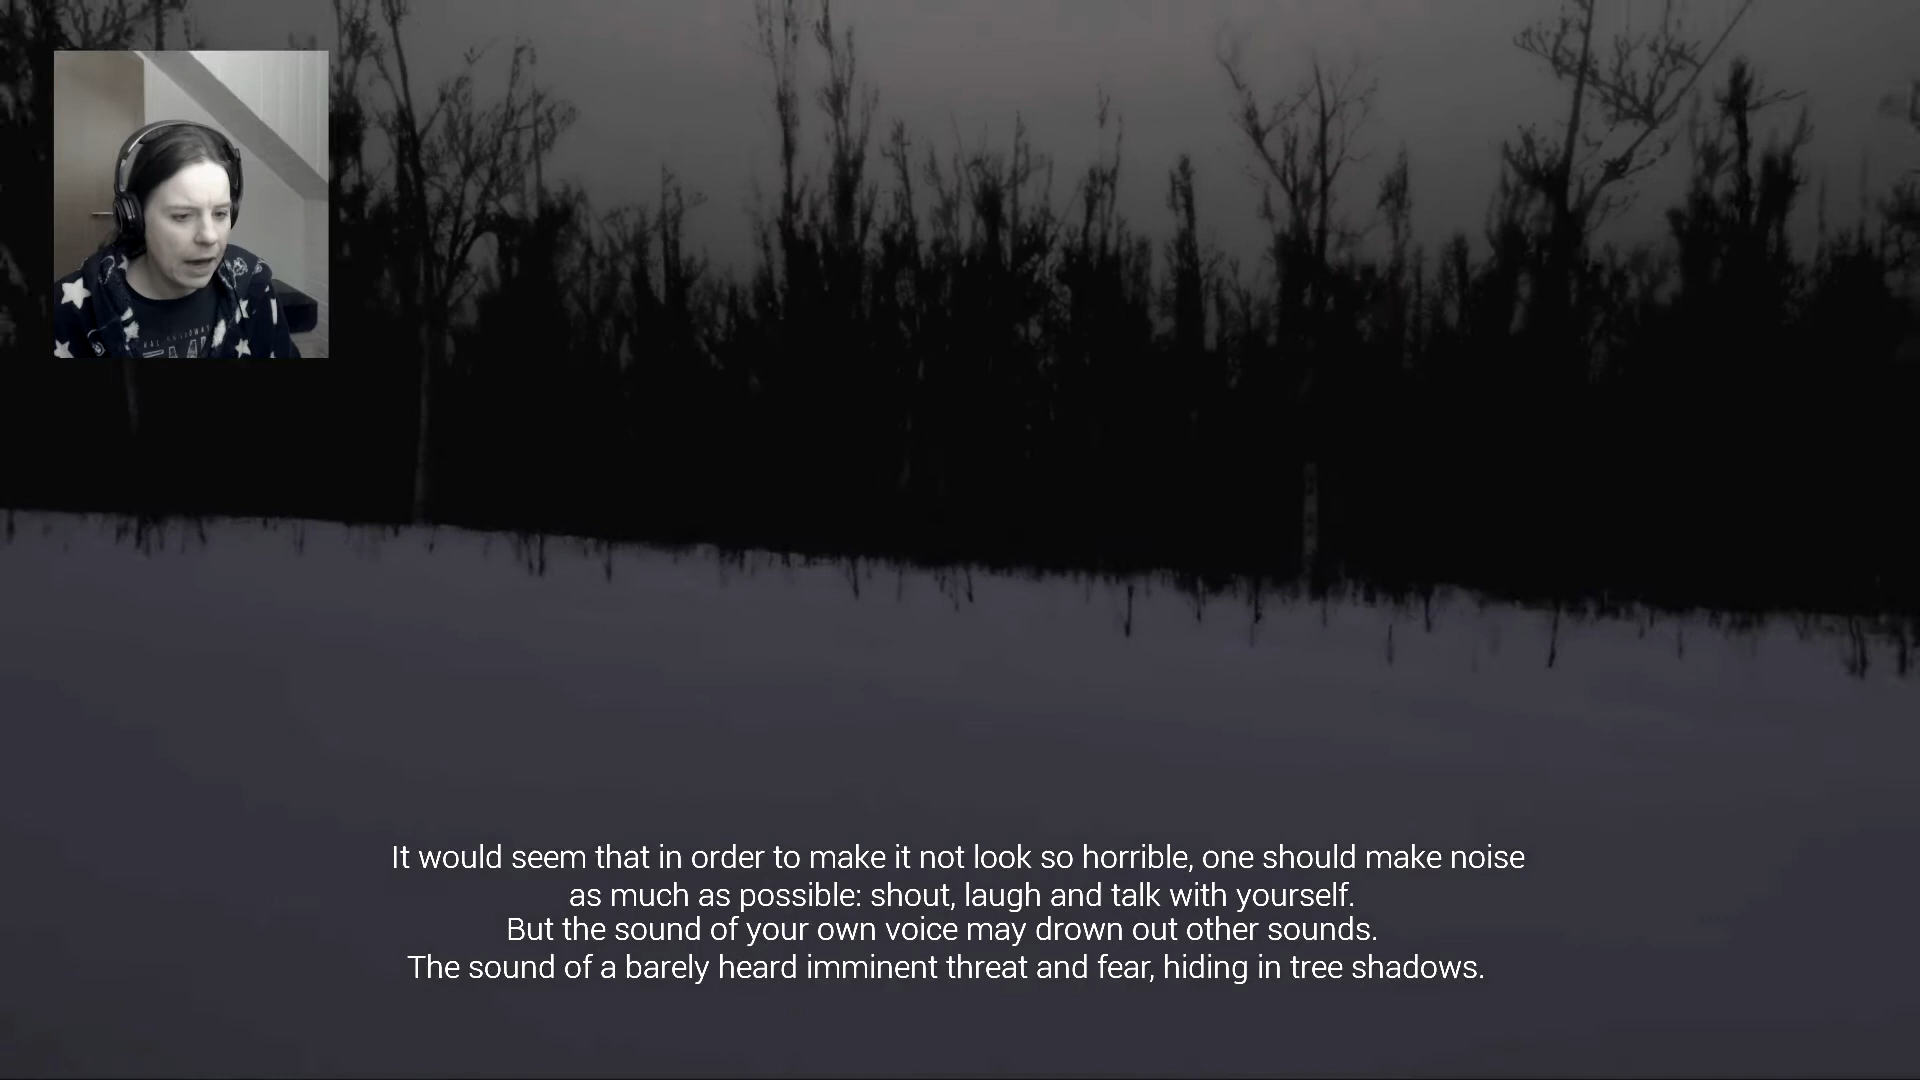 It would seem that in order to make it not look so horrible, one should make noise
as much as possible: shout, laugh and talk with yourself.
But the sound of your own voice may drown out other sounds.
The sound of a barely heard imminent threat and fear, hiding in tree shadows.